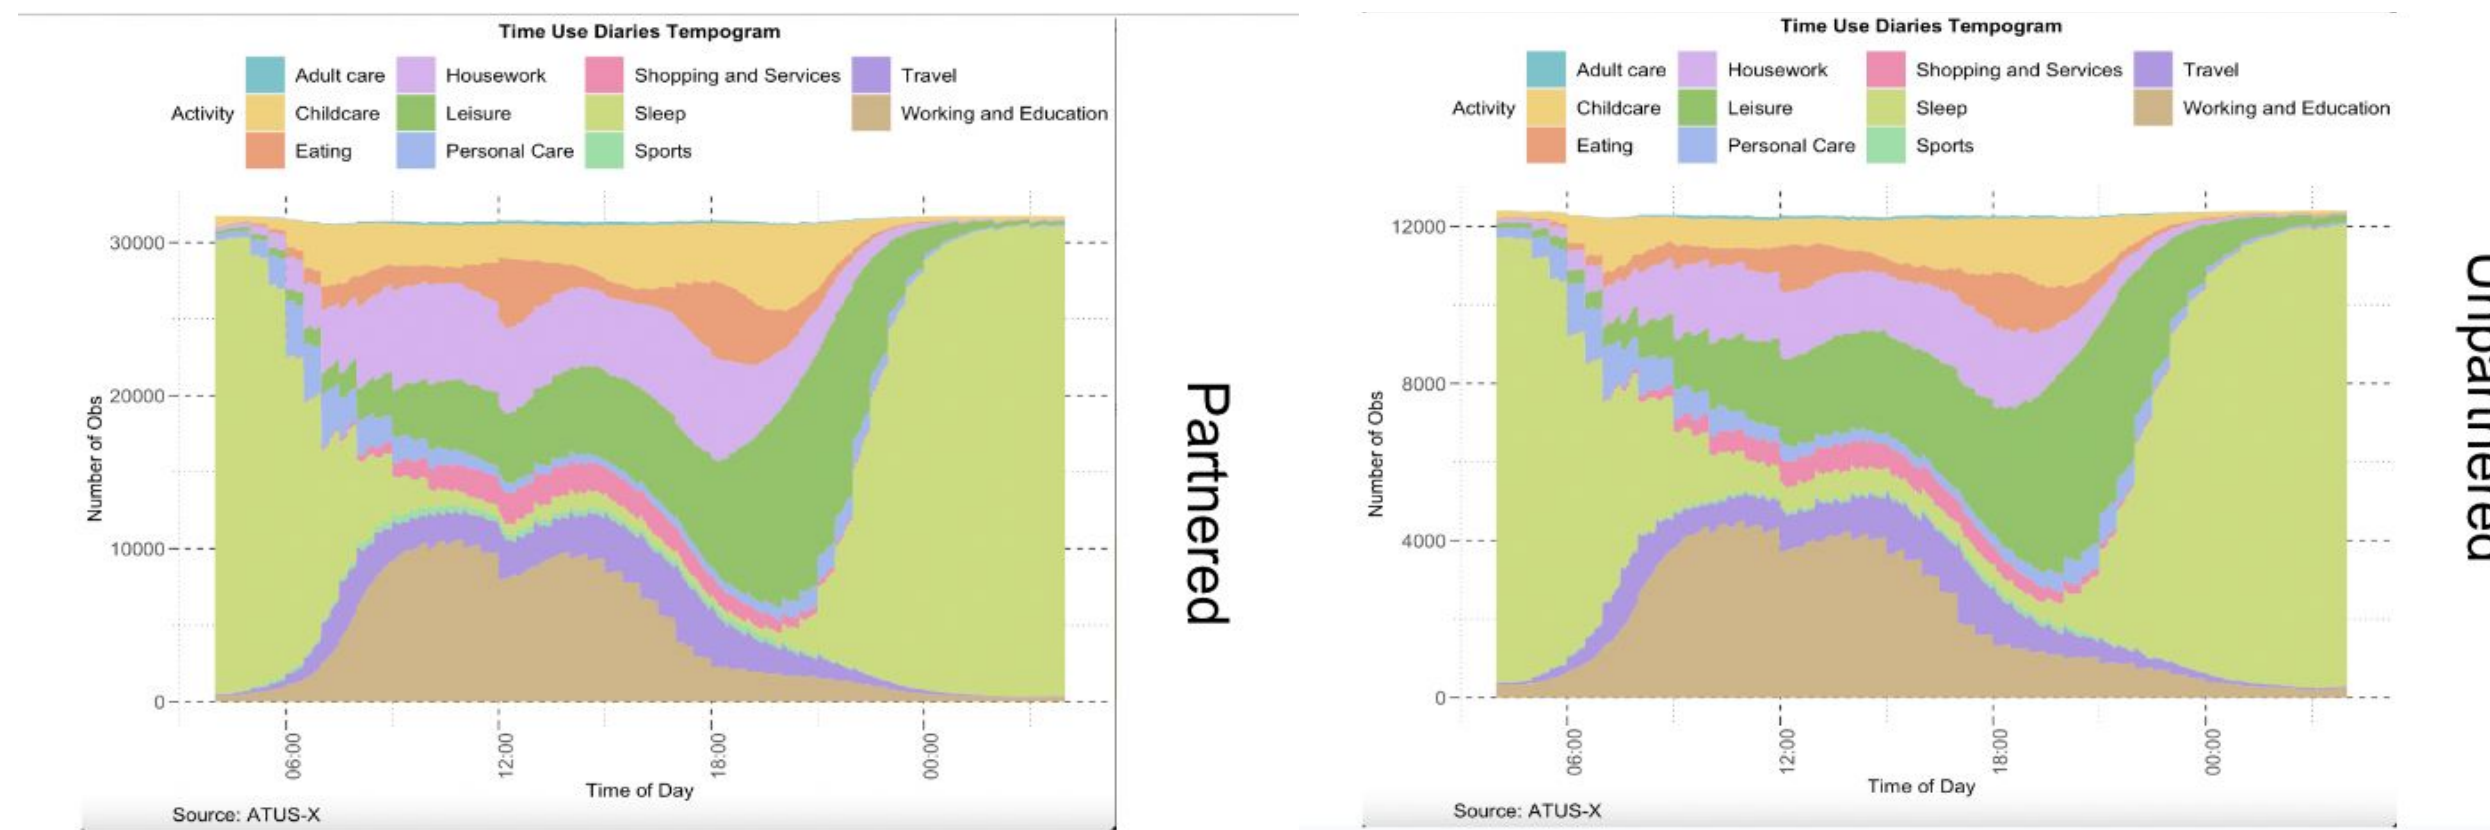 Time Use Diaries Tempogram
Activity
Adult care Housework Shopping and Services Travel
Childcare Leisure Sleep Working and Education
Eating Personal Care Sports
Number of Obs
30000
20000
10000
0
06:00 12:00 18:00 00:00
Time of Day
Source: ATUS-X
Partnered
Time Use Diaries Tempogram
Activity
Adult care Housework Shopping and Services Travel
Childcare Leisure Sleep Working and Education
Eating Personal Care Sports
Number of Obs
12000
8000
4000
0
06:00 12:00 18:00 00:00
Time of Day
Source: ATUS-X
Unpartnered